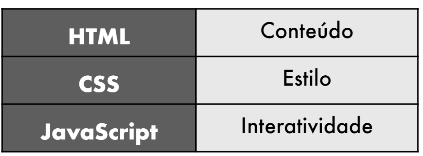 HTML Conteúdo
CSS Estilo
JavaScript Interatividade